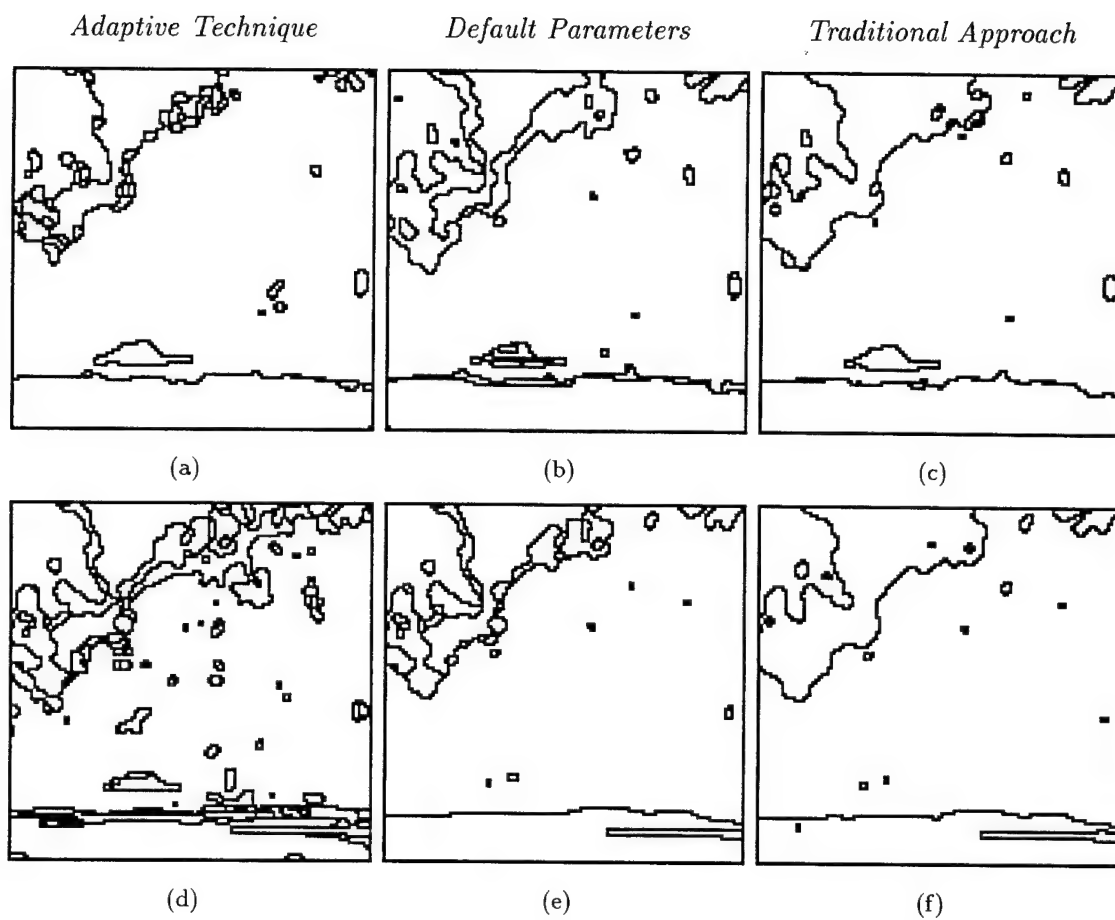 Adaptive Technique Default Parameters Traditional Approach
(a) (b) (c)
(d) (e) (f)